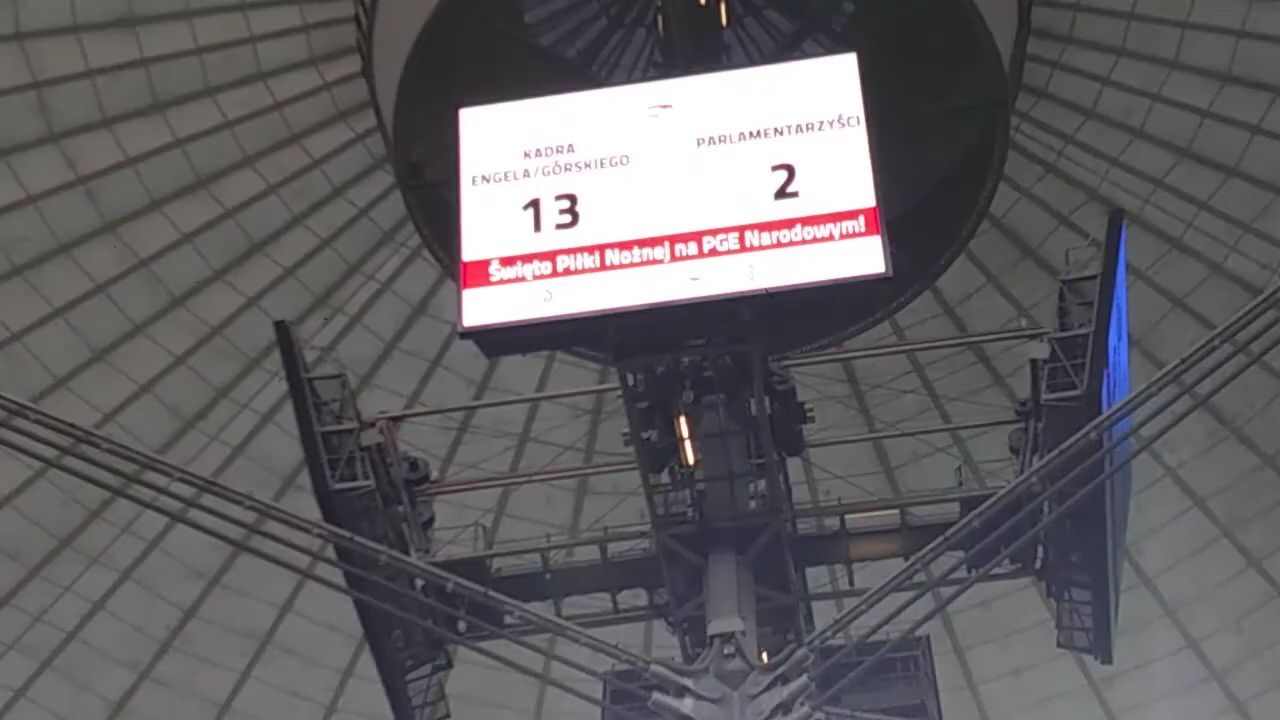 KADRA
ENGELA/GÓRSKIEGO
13
PARLAMENTARZYŚCI
2
Święto Piłki Nożnej na PGE Narodowym!